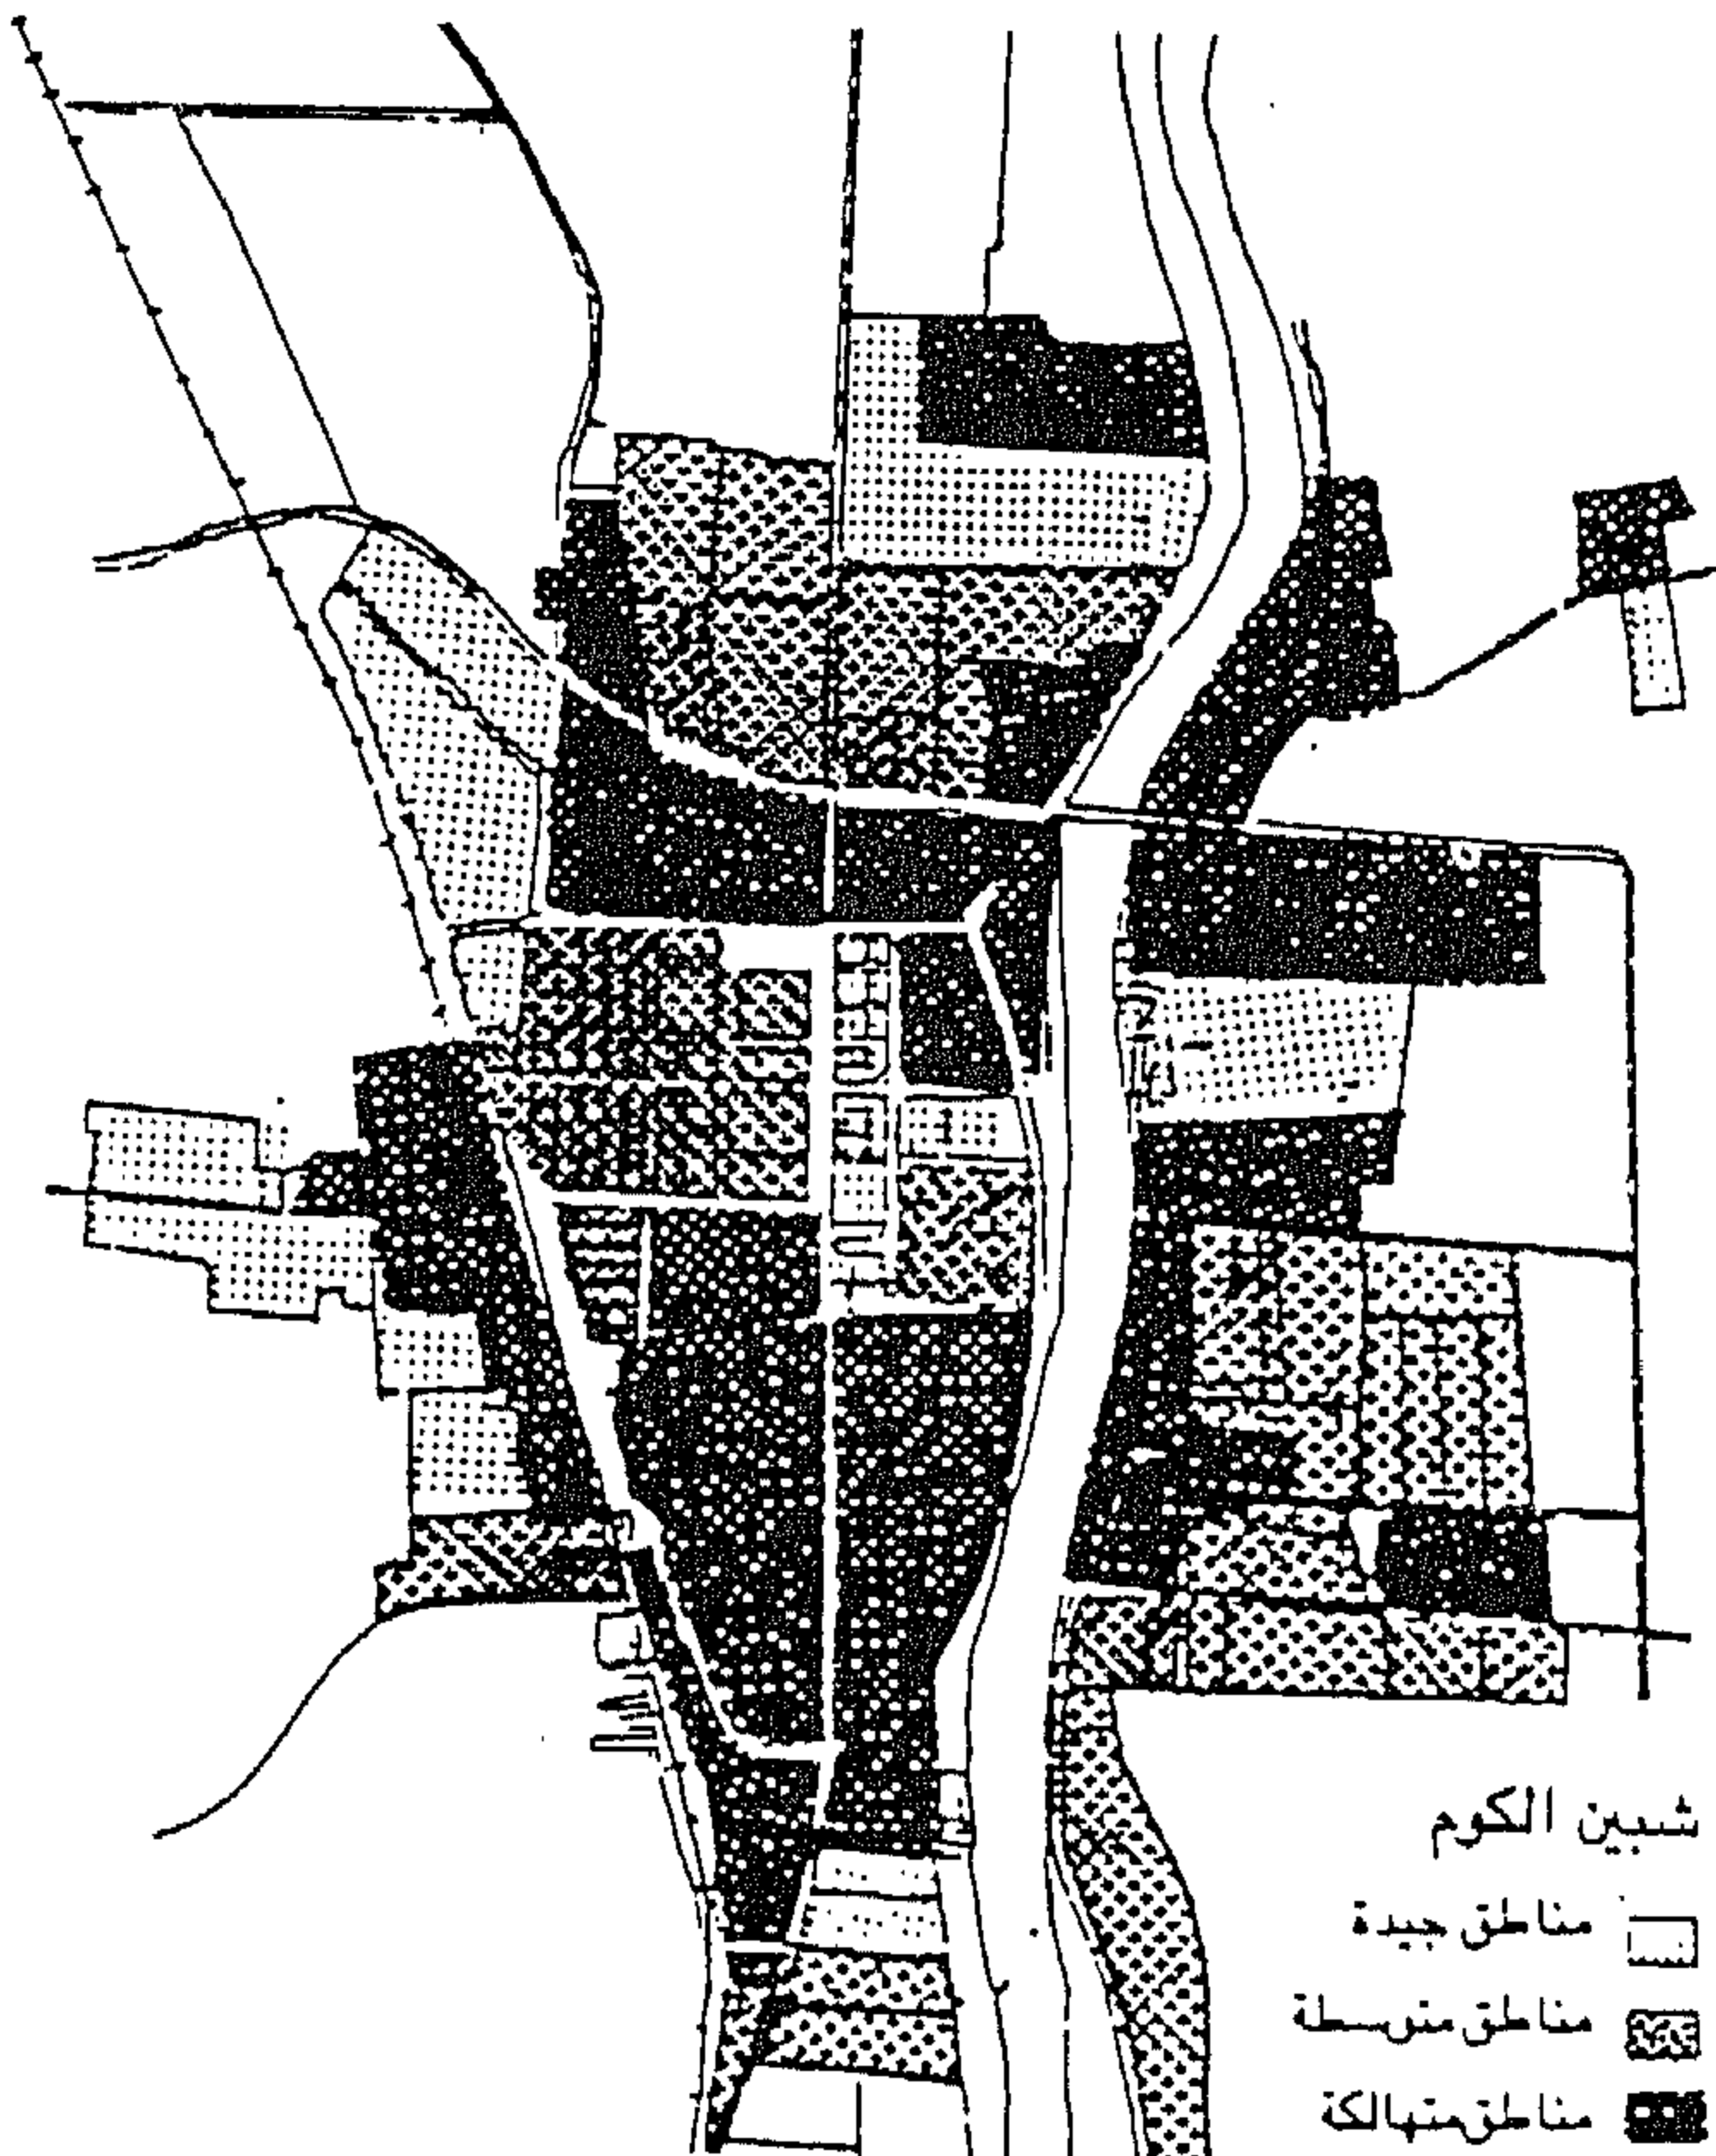 شبين الكوم
مناطق جيدة
مناطق متوسطة
مناطق متهالكة